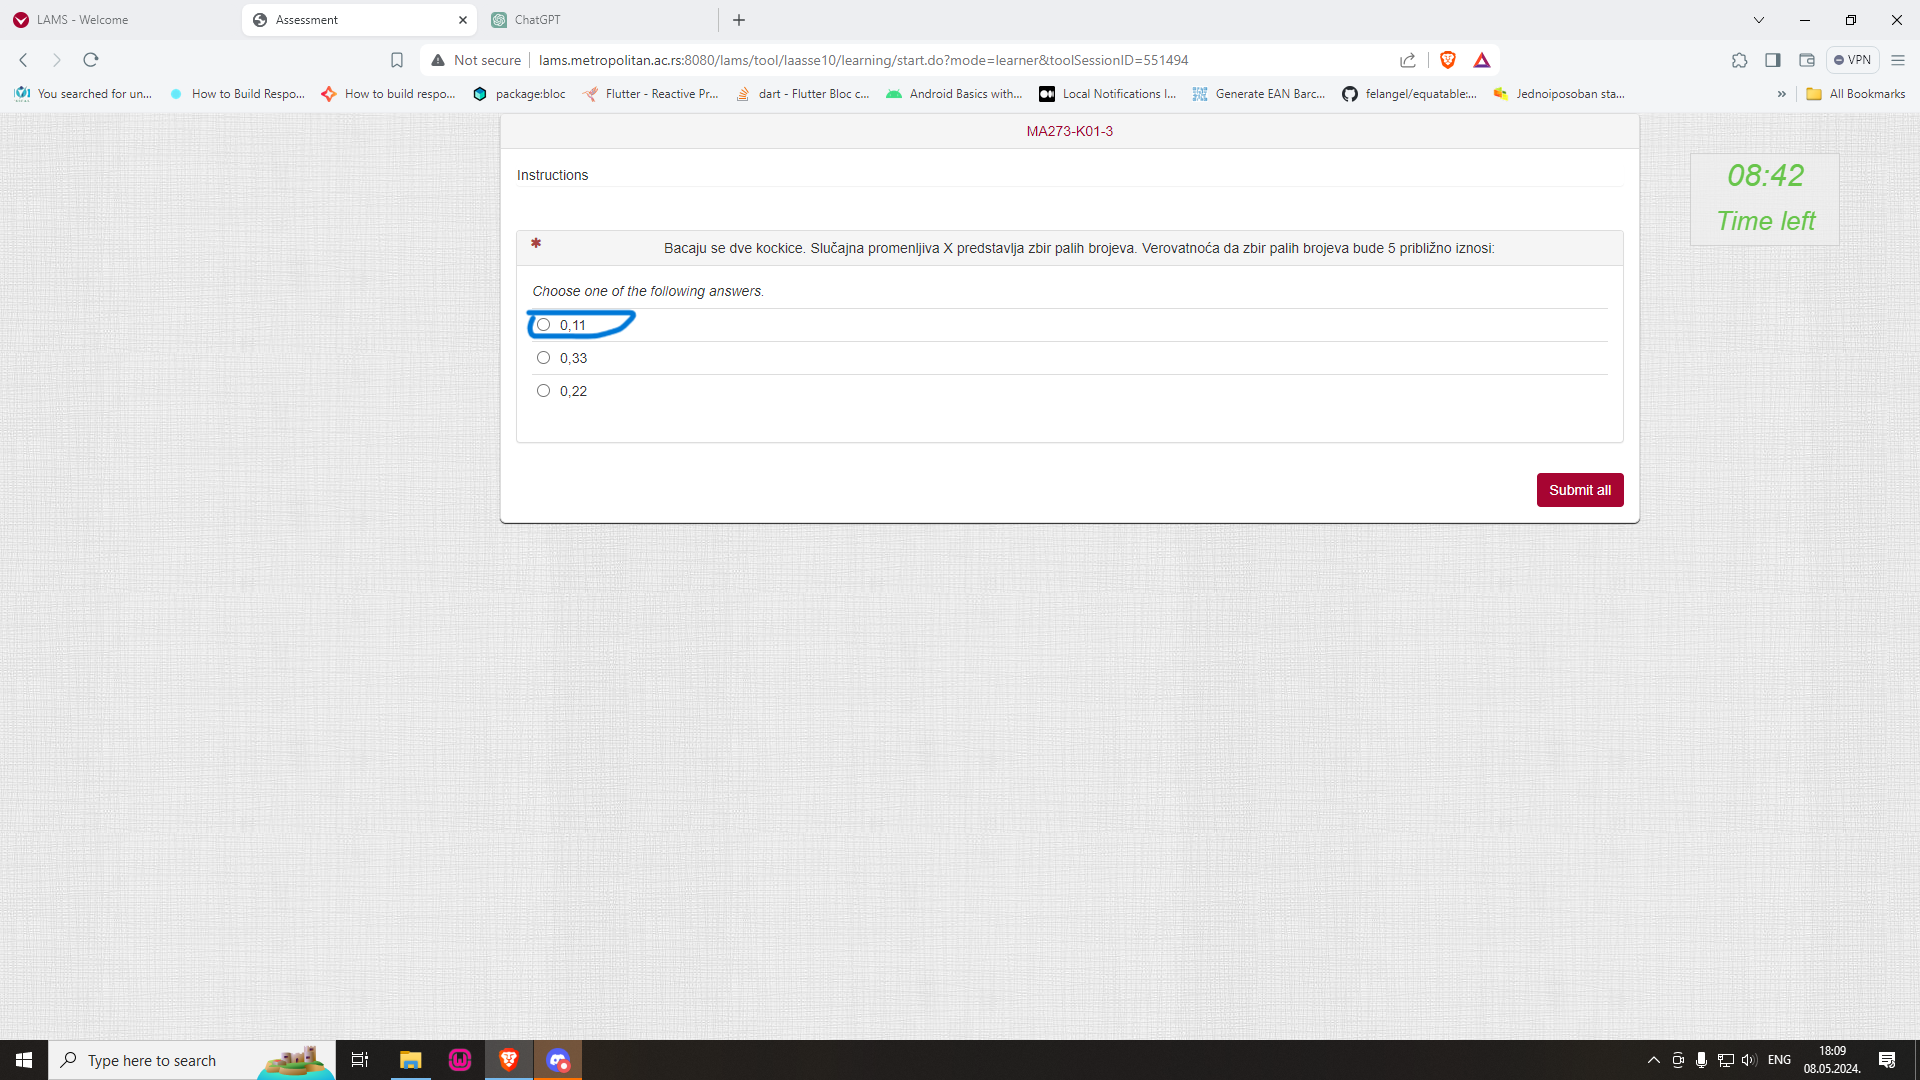 LAMS - Welcome
Assessment
ChatGPT
Not secure
lams.metropolitan.ac.rs:8080/lams/tool/laasse10/learning/start.do?mode=learner&toolSessionID=551494
VPN
You searched for un...
How to Build Respo...
How to build respo...
package:bloc
Flutter - Reactive Pr...
dart - Flutter Bloc c...
Android Basics with...
Local Notifications I...
Generate EAN Barc...
felangel/equatable:...
Jednoiposoban sta...
»
All Bookmarks
MA273-K01-3
08:42
Time left
Instructions
* Bacaju se dve kockice. Slučajna promenljiva X predstavlja zbir palih brojeva. Verovatnoća da zbir palih brojeva bude 5 približno iznosi:
Choose one of the following answers.
0,11
0,33
0,22
Submit all
Type here to search
ENG
18:09
08.05.2024.